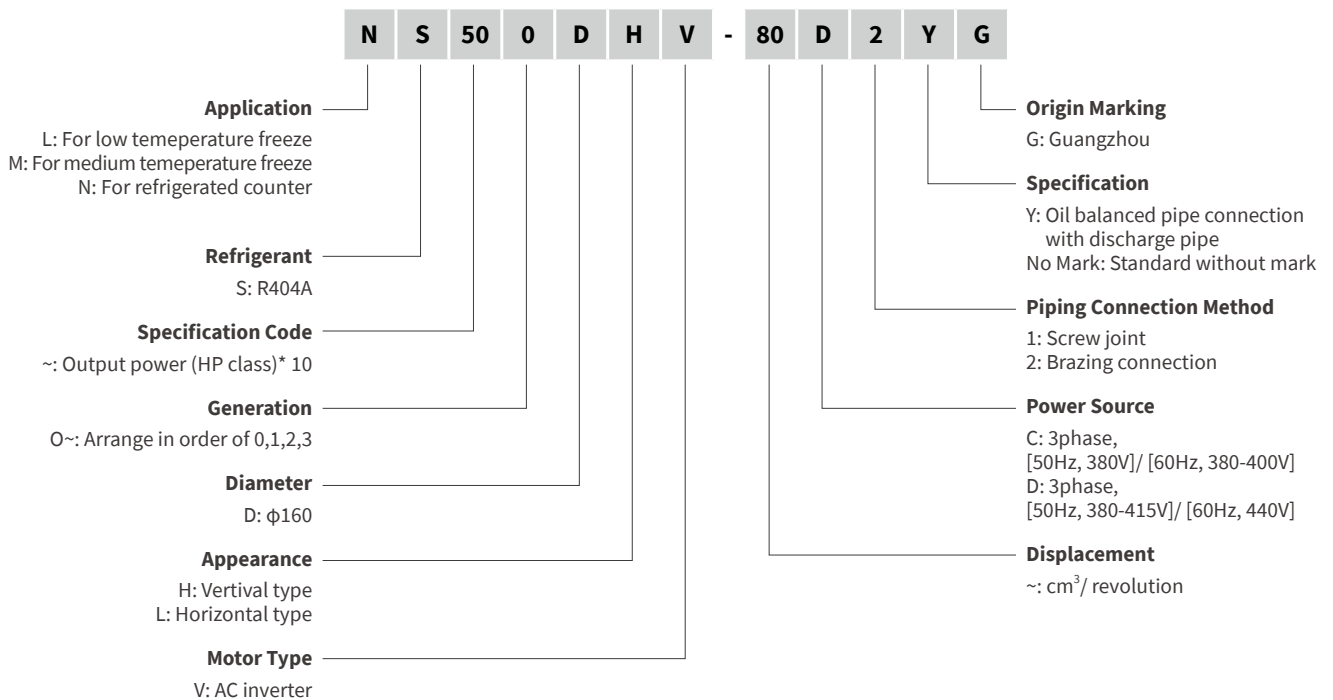 N S 50 0 D H V - 80 D 2 Y G
Application
L: For low temeperature freeze
M: For medium temeperature freeze
N: For refrigerated counter
Refrigerant
S: R404A
Specification Code
~: Output power (HP class)* 10
Generation
O~: Arrange in order of 0,1,2,3
Diameter
D: φ160
Appearance
H: Vertival type
L: Horizontal type
Motor Type
V: AC inverter
Origin Marking
G: Guangzhou
Specification
Y: Oil balanced pipe connection
with discharge pipe
No Mark: Standard without mark
Piping Connection Method
1: Screw joint
2: Brazing connection
Power Source
C: 3phase,
[50Hz, 380V]/ [60Hz, 380-400V]
D: 3phase,
[50Hz, 380-415V]/ [60Hz, 440V]
Displacement
~: cm³/ revolution